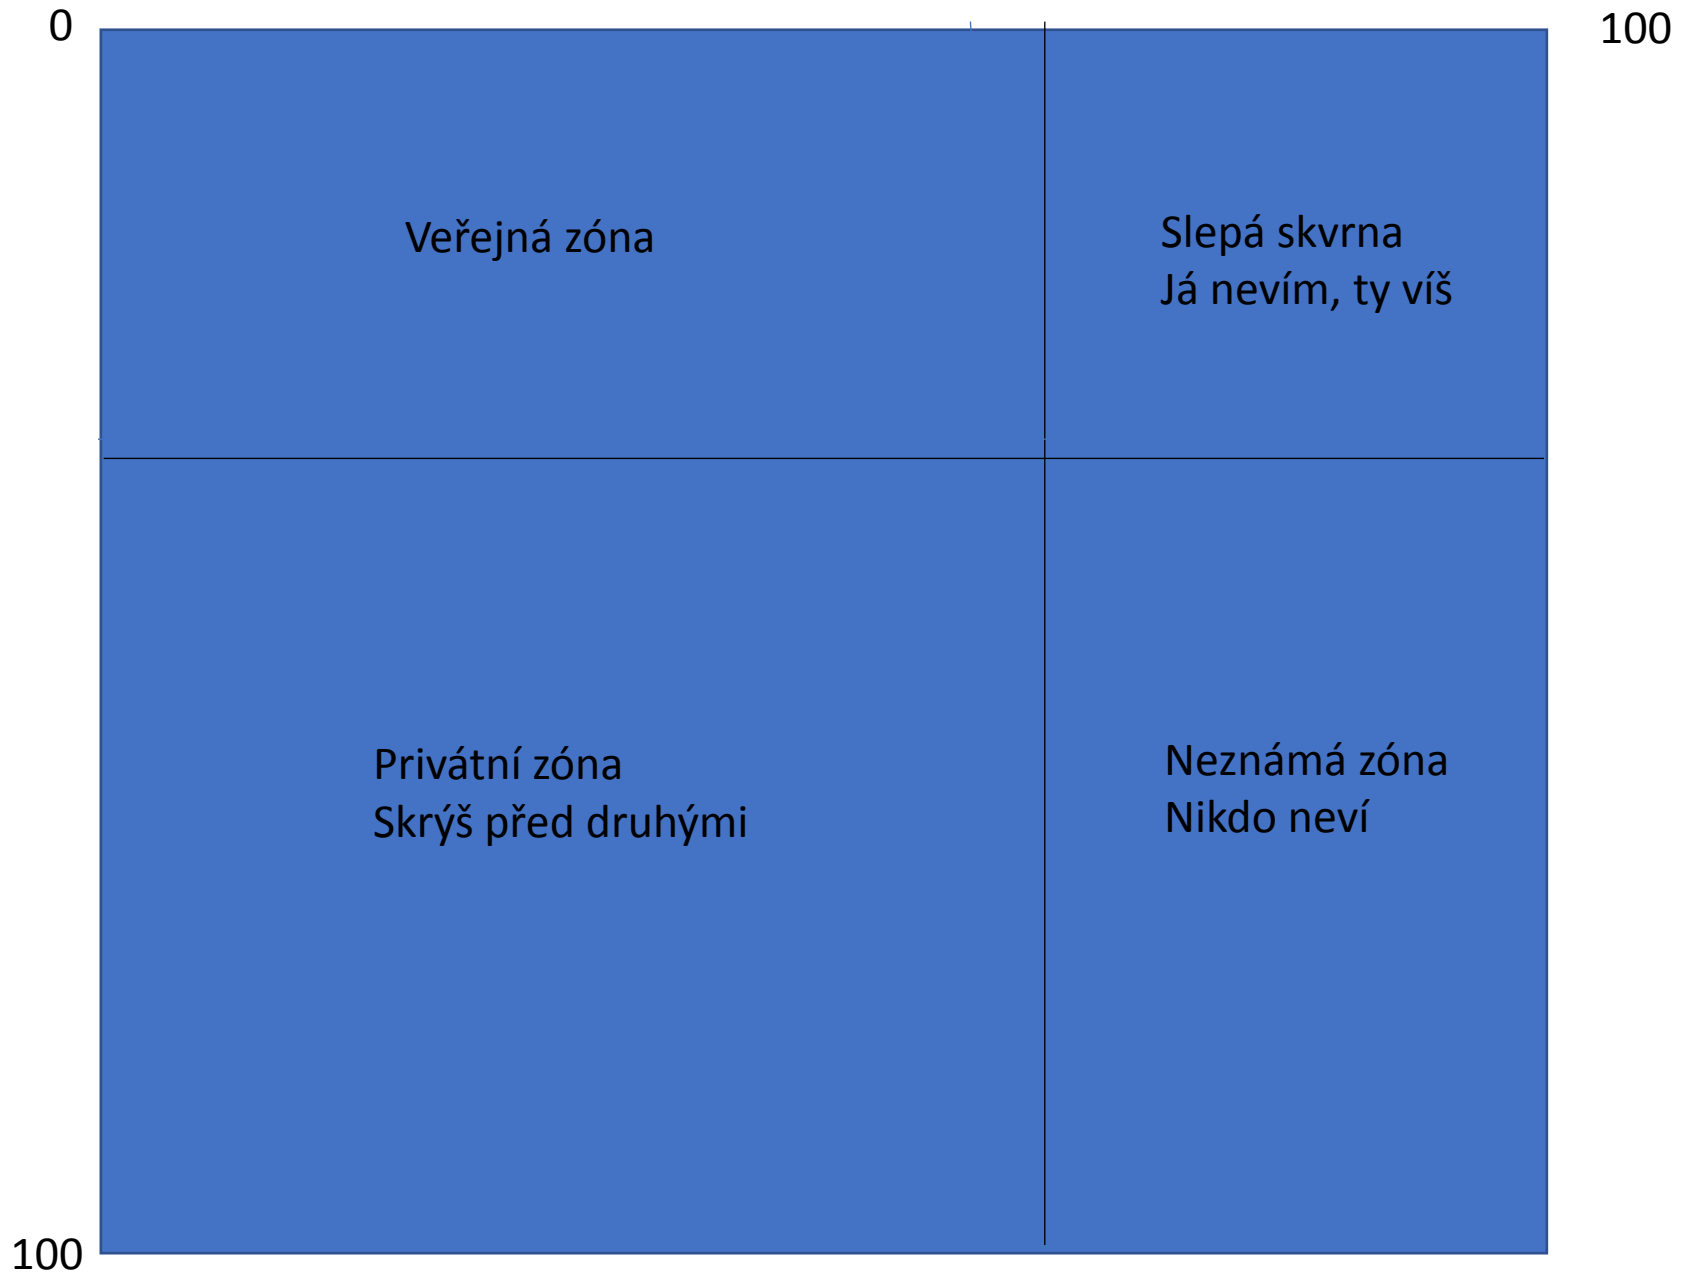 0
100
Veřejná zóna
Slepá skvrna
Já nevím, ty víš
Privátní zóna
Skrýš před druhými
Neznámá zóna
Nikdo neví
100